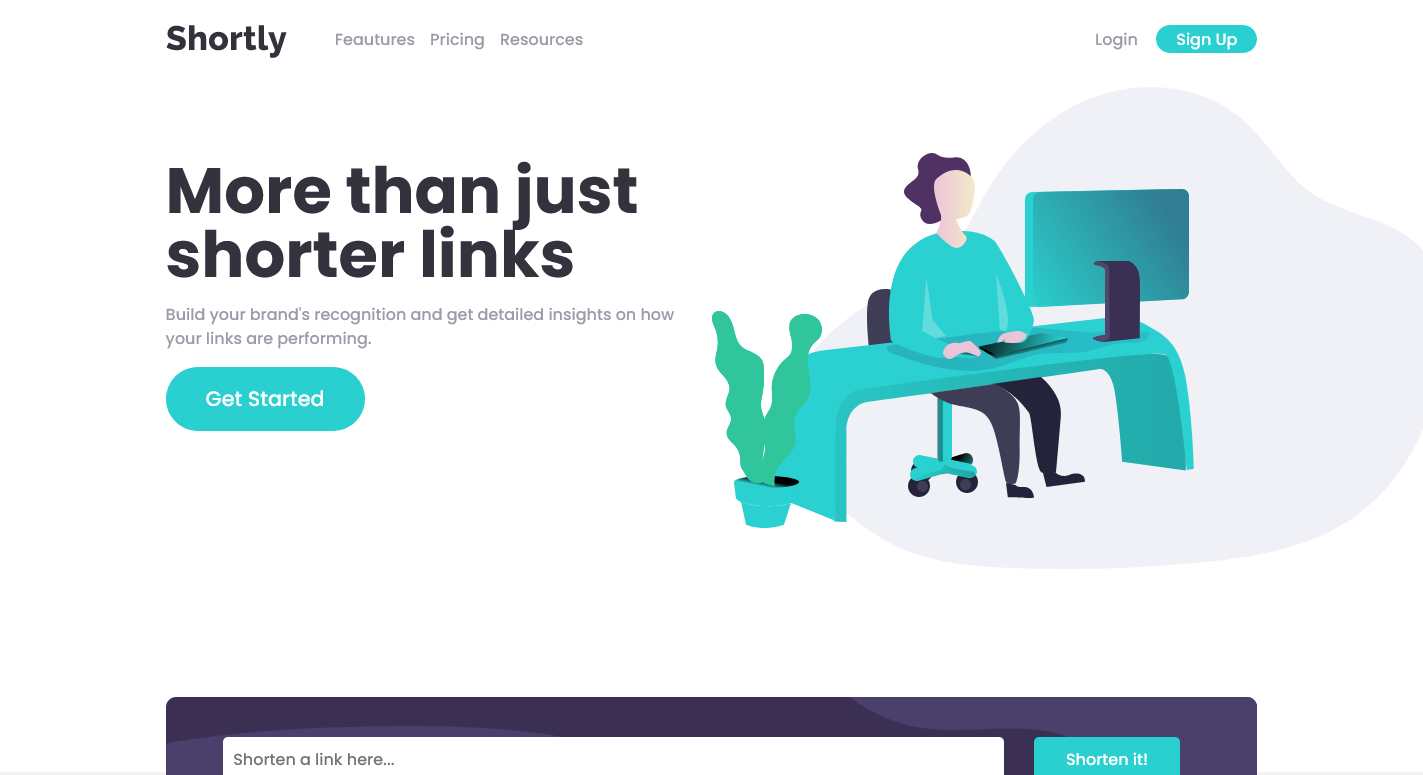 Shortly
Feautures Pricing Resources
Login Sign Up
More than just
shorter links
Build your brand's recognition and get detailed insights on how
your links are performing.
Get Started
Shorten a link here...
Shorten it!